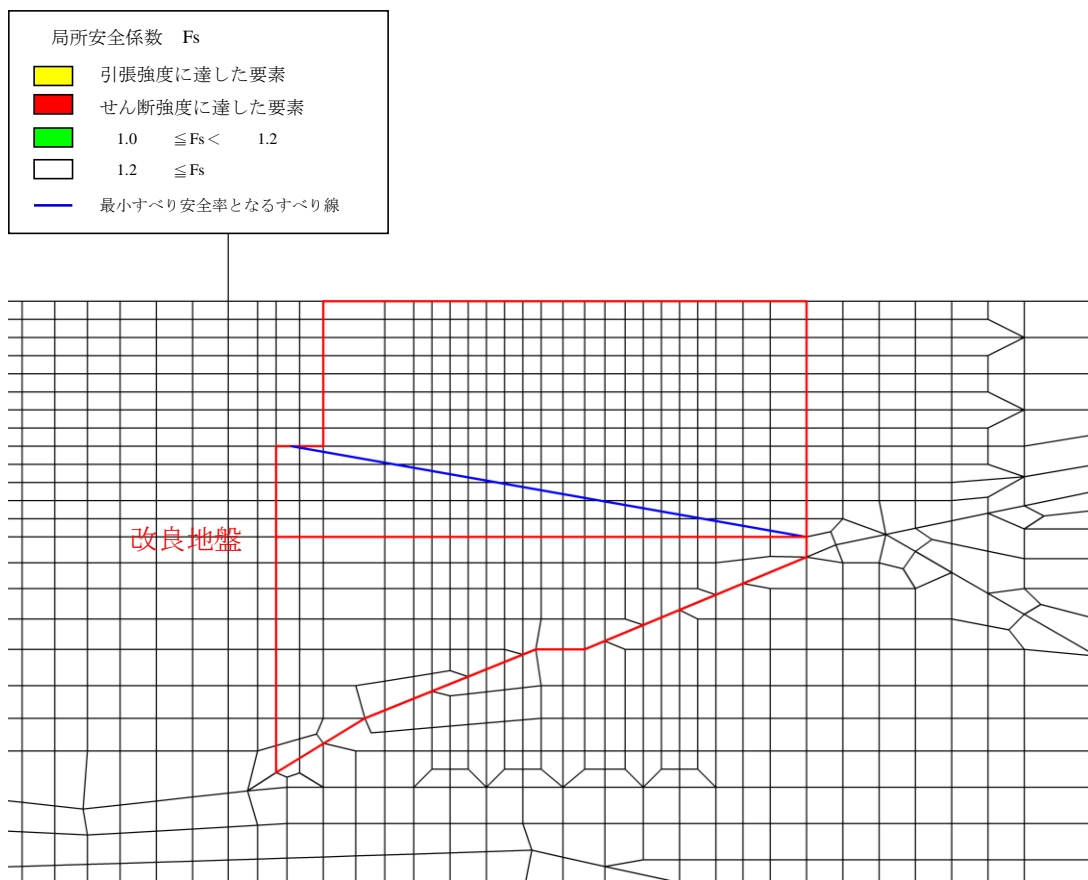 局所安全係数 Fs
引張強度に達した要素
せん断強度に達した要素
1.0 ≦Fs＜ 1.2
1.2 ≦Fs
最小すべり安全率となるすべり線
改良地盤